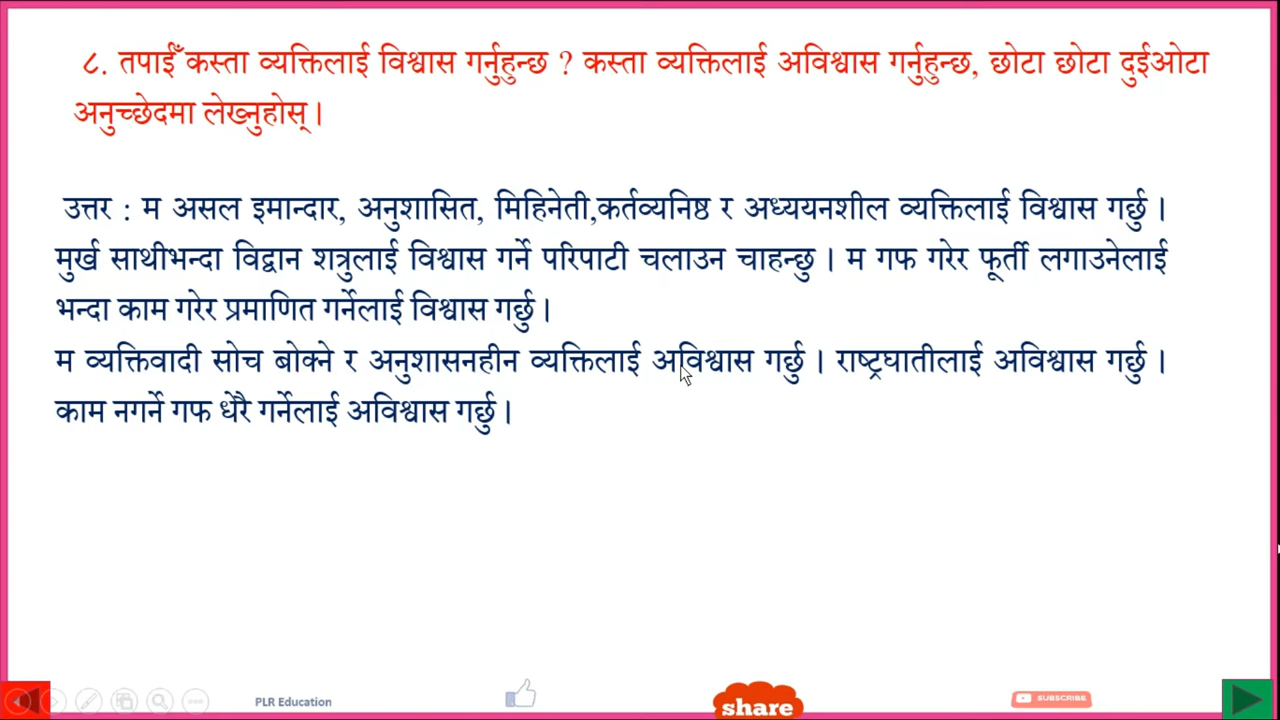 ८. तपाईँ कस्ता व्यक्तिलाई विश्वास गर्नुहुन्छ ? कस्ता व्यक्तिलाई अविश्वास गर्नुहुन्छ, छोटा छोटा दुईओटा
अनुच्छेदमा लेख्नुहोस् ।
उत्तर : म असल इमान्दार, अनुशासित, मिहिनेती,कर्तव्यनिष्ठ र अध्ययनशील व्यक्तिलाई विश्वास गर्छु ।
मुर्ख साथीभन्दा विद्वान शत्रुलाई विश्वास गर्ने परिपाटी चलाउन चाहन्छु । म गफ गरेर फूर्ती लगाउनेलाई
भन्दा काम गरेर प्रमाणित गर्नेलाई विश्वास गर्छु ।
म व्यक्तिवादी सोच बोक्ने र अनुशासनहीन व्यक्तिलाई अविश्वास गर्छु । राष्ट्रघातीलाई अविश्वास गर्छु ।
काम नगर्ने गफ धेरै गर्नेलाई अविश्वास गर्छु ।
PLR Education
share
SUBSCRIBE